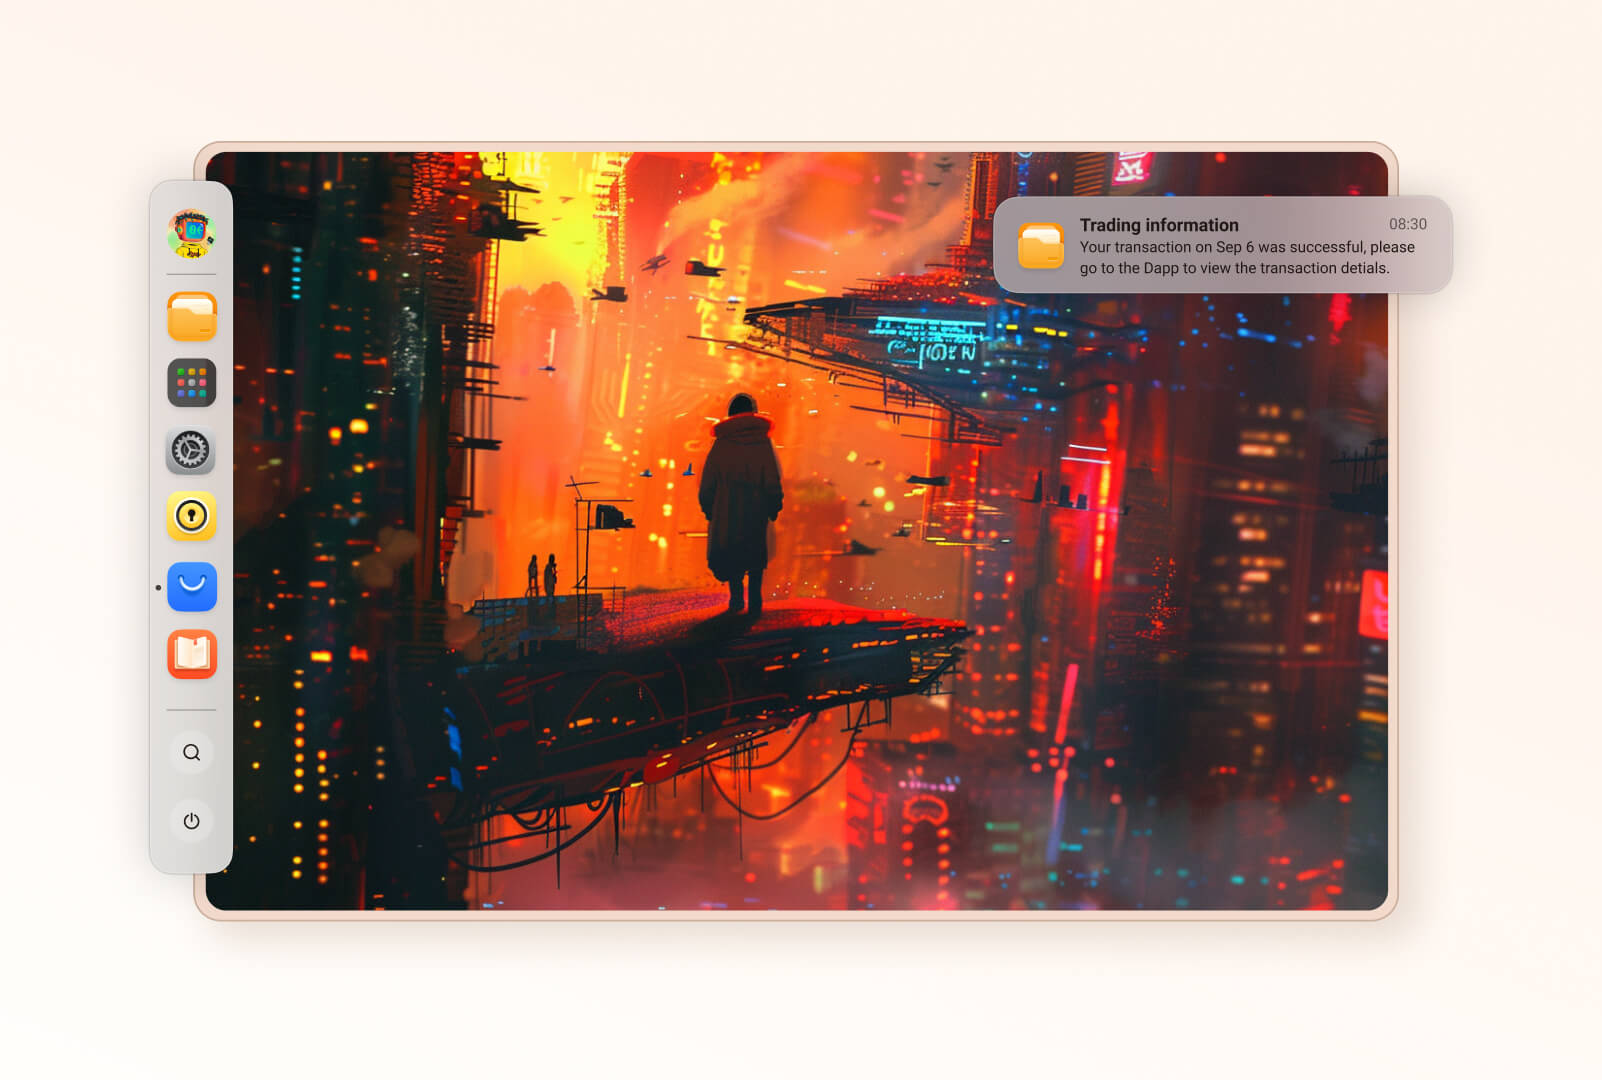 Trading information
08:30
Your transaction on Sep 6 was successful, please
go to the Dapp to view the transaction detials.